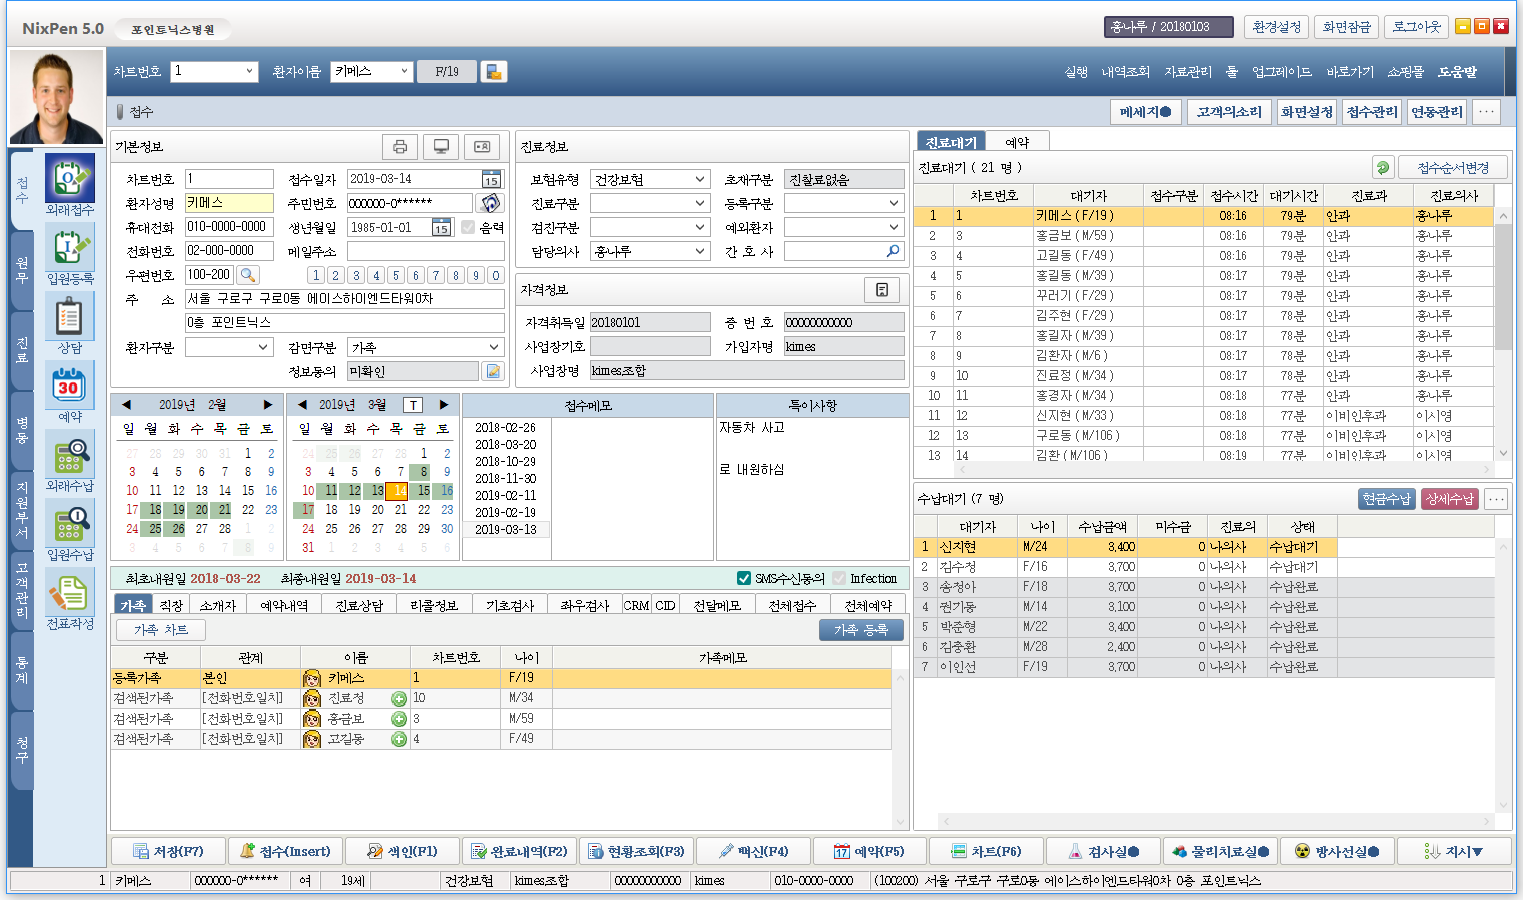 NixPen 5.0 포인트닉스병원 홍나루 / 20180103 환경설정 화면잠금 로그아웃
차트번호 1 환자이름 키메스 F/19 실행 내역조회 자료관리 툴 업그레이드 바로가기 쇼핑몰 도움말
접수 메세지● 고객의소리 화면설정 접수관리 연동관리 ...
접수
원무
진료
병동
지원부서
고객관리
통계
청구
외래접수
입원등록
상담
30
예약
외래수납
입원수납
전표작성
기본정보
차트번호 1 접수일자 2019-03-14 15
환자성명 키메스 주민번호 000000-0******
휴대전화 010-0000-0000 생년월일 1985-01-01 15 음력
전화번호 02-000-0000 메일주소
우편번호 100-200 1 2 3 4 5 6 7 8 9 0
주 소 서울 구로구 구로0동 에이스하이엔드타워0차
0층 포인트닉스
환자구분 감면구분 가족
정보동의 미확인
진료정보
보험유형 건강보험 초재구분 진찰료없음
진료구분 등록구분
검진구분 예외환자
담당의사 홍나루 간 호 사
자격정보
자격취득일 20180101 증 번 호 00000000000
사업장기호 가입자명 kimes
사업장명 kimes조합
◀ 2019년 2월 ▶
일 월 화 수 목 금 토
27 28 29 30 31 1 2
3 4 5 6 7 8 9
10 11 12 13 14 15 16
17 18 19 20 21 22 23
24 25 26 27 28 1 2
3 4 5 6 7 8 9
◀ 2019년 3월 T ▶
일 월 화 수 목 금 토
24 25 26 27 28 1 2
3 4 5 6 7 8 9
10 11 12 13 14 15 16
17 18 19 20 21 22 23
24 25 26 27 28 29 30
31 1 2 3 4 5 6
접수메모
2018-02-26
2018-03-20
2018-10-29
2018-11-30
2019-02-11
2019-02-19
2019-03-13
특이사항
자동차 사고
로 내원하심
최초내원일 2018-03-22 최종내원일 2019-03-14 SMS수신동의 Infection
가족 직장 소개자 예약내역 진료상담 리콜정보 기초검사 좌우검사 CRM CID 전달메모 전체접수 전체예약
가족 차트 가족 등록
구분 관계 이름 차트번호 나이 가족메모
등록가족 본인 키메스 1 F/19
검색된가족 [전화번호일치] 진료정 10 M/34
검색된가족 [전화번호일치] 홍금보 3 M/59
검색된가족 [전화번호일치] 고길동 4 F/49
진료대기 예약
진료대기 ( 21 명 ) 접수순서변경
차트번호 대기자 접수구분 접수시간 대기시간 진료과 진료의사
1 1 키메스 ( F/19 ) 08:16 79분 안과 홍나루
2 3 홍금보 ( M/59 ) 08:16 79분 안과 홍나루
3 4 고길동 ( F/49 ) 08:16 79분 안과 홍나루
4 5 홍길동 ( M/39 ) 08:17 79분 안과 홍나루
5 6 꾸러기 ( F/29 ) 08:17 78분 안과 홍나루
6 7 김주현 ( F/29 ) 08:17 78분 안과 홍나루
7 8 홍길자 ( M/39 ) 08:17 78분 안과 홍나루
8 9 김환자 ( M/6 ) 08:17 78분 안과 홍나루
9 10 진료정 ( M/34 ) 08:17 78분 안과 홍나루
10 11 홍경자 ( M/34 ) 08:18 78분 안과 홍나루
11 12 신지현 ( M/33 ) 08:18 77분 이비인후과 이시영
12 13 구로동 ( M/106 ) 08:18 77분 이비인후과 이시영
13 14 김환 ( M/106 ) 08:19 77분 이비인후과 이시영
수납대기 (7 명) 현금수납 상세수납 ...
대기자 나이 수납금액 미수금 진료의 상태
1 신지현 M/24 3,400 0 나의사 수납대기
2 김수정 F/16 3,700 0 나의사 수납대기
3 송정아 F/18 3,700 0 나의사 수납완료
4 권기동 M/14 3,100 0 나의사 수납완료
5 박준형 M/22 3,400 0 나의사 수납완료
6 김충환 M/28 2,400 0 나의사 수납완료
7 이인선 F/19 3,700 0 나의사 수납완료
저장(F7) 접수(Insert) 색인(F1) 완료내역(F2) 현황조회(F3) 백신(F4) 예약(F5) 차트(F6) 검사실● 물리치료실● 방사선실● 지시▼
1 키메스 000000-0****** 여 19세 건강보험 kimes조합 00000000000 kimes 010-0000-0000 (100200) 서울 구로구 구로0동 에이스하이엔드타워0차 0층 포인트닉스